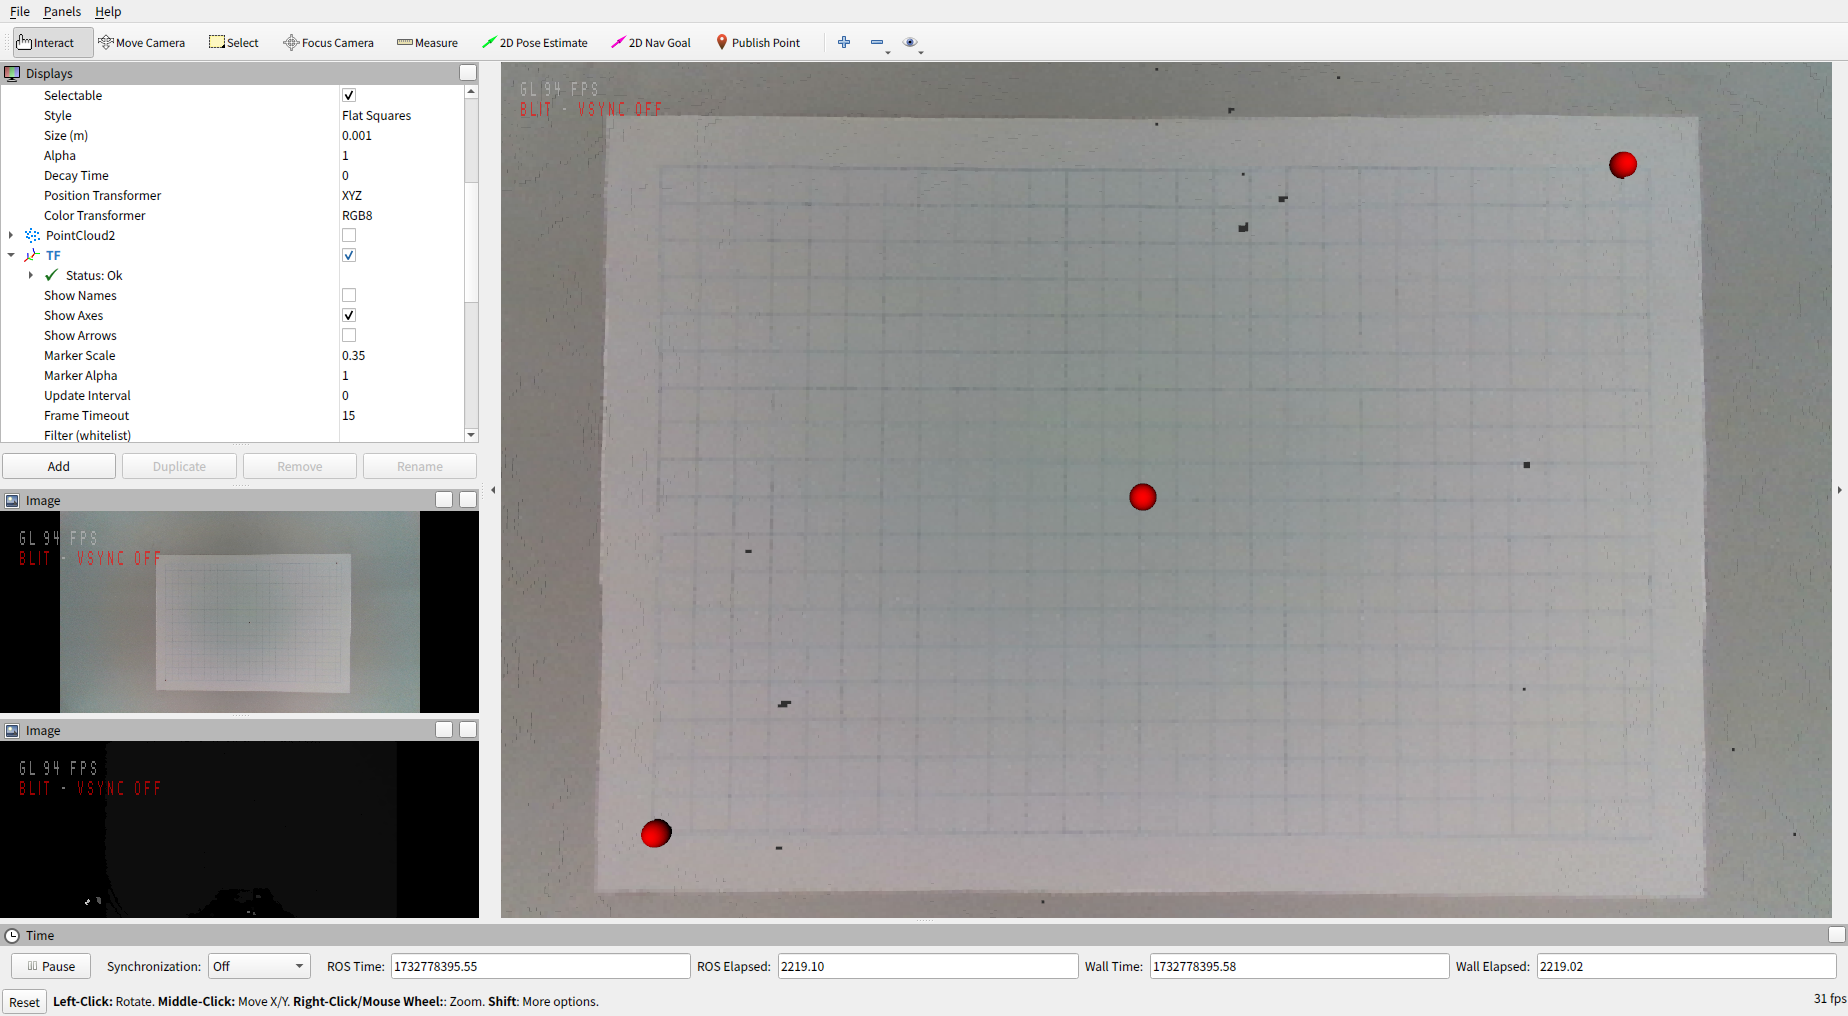 File Panels Help
Interact Move Camera Select Focus Camera Measure 2D Pose Estimate 2D Nav Goal Publish Point
Displays
Selectable
Style Flat Squares
Size (m) 0.001
Alpha 1
Decay Time 0
Position Transformer XYZ
Color Transformer RGB8
PointCloud2
TF
Status: Ok
Show Names
Show Axes
Show Arrows
Marker Scale 0.35
Marker Alpha 1
Update Interval 0
Frame Timeout 15
Filter (whitelist)
Add Duplicate Remove Rename
Image
GL 94 FPS
BLIT - VSYNC OFF
Image
GL 94 FPS
BLIT - VSYNC OFF
GL 94 FPS
BLIT - VSYNC OFF
Time
Pause Synchronization: Off ROS Time: 1732778395.55 ROS Elapsed: 2219.10 Wall Time: 1732778395.58 Wall Elapsed: 2219.02
Reset Left-Click: Rotate. Middle-Click: Move X/Y. Right-Click/Mouse Wheel:: Zoom. Shift: More options. 31 fps